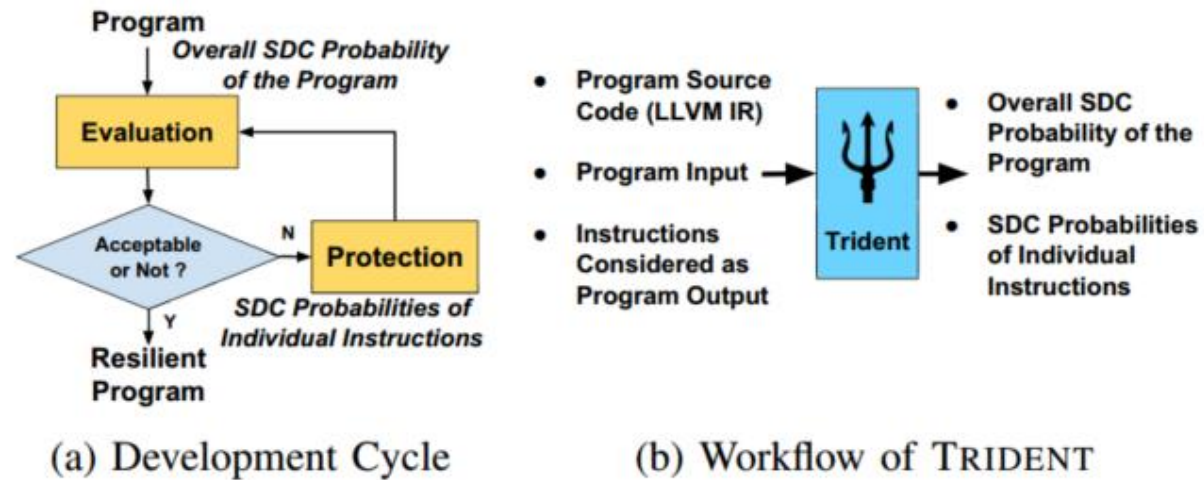 Program
Overall SDC Probability
of the Program
Evaluation
Acceptable
or Not ?
N
Protection
SDC Probabilities of
Individual Instructions
Y
Resilient
Program
(a) Development Cycle
● Program Source
Code (LLVM IR)
● Program Input
● Instructions
Considered as
Program Output
Trident
● Overall SDC
Probability of the
Program
● SDC Probabilities
of Individual
Instructions
(b) Workflow of TRIDENT